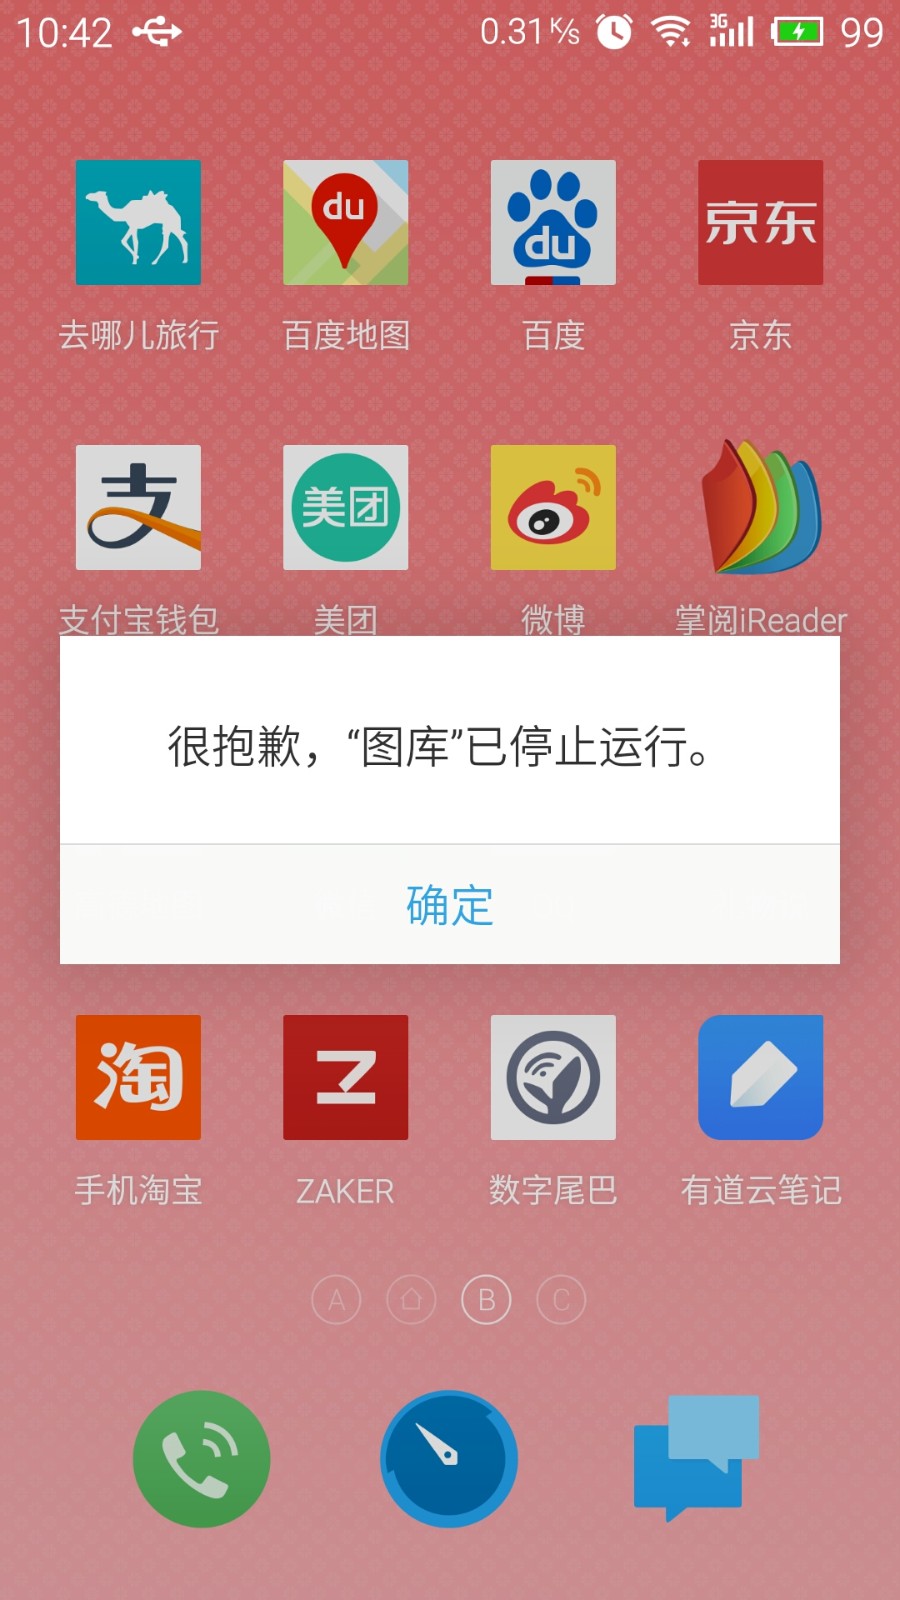 10:42 0.31K/s 3G 99
du du 京东
去哪儿旅行 百度地图 百度 京东
支 美团
支付宝钱包 美团 微博 掌阅iReader
很抱歉，“图库”已停止运行。
确定
淘 Z
手机淘宝 ZAKER 数字尾巴 有道云笔记
A B C